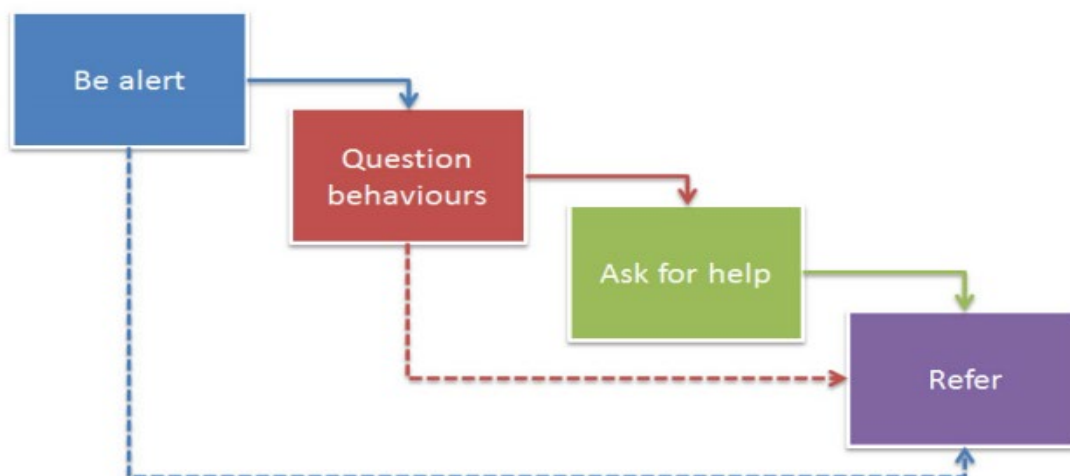 Be alert
Question
behaviours
Ask for help
Refer